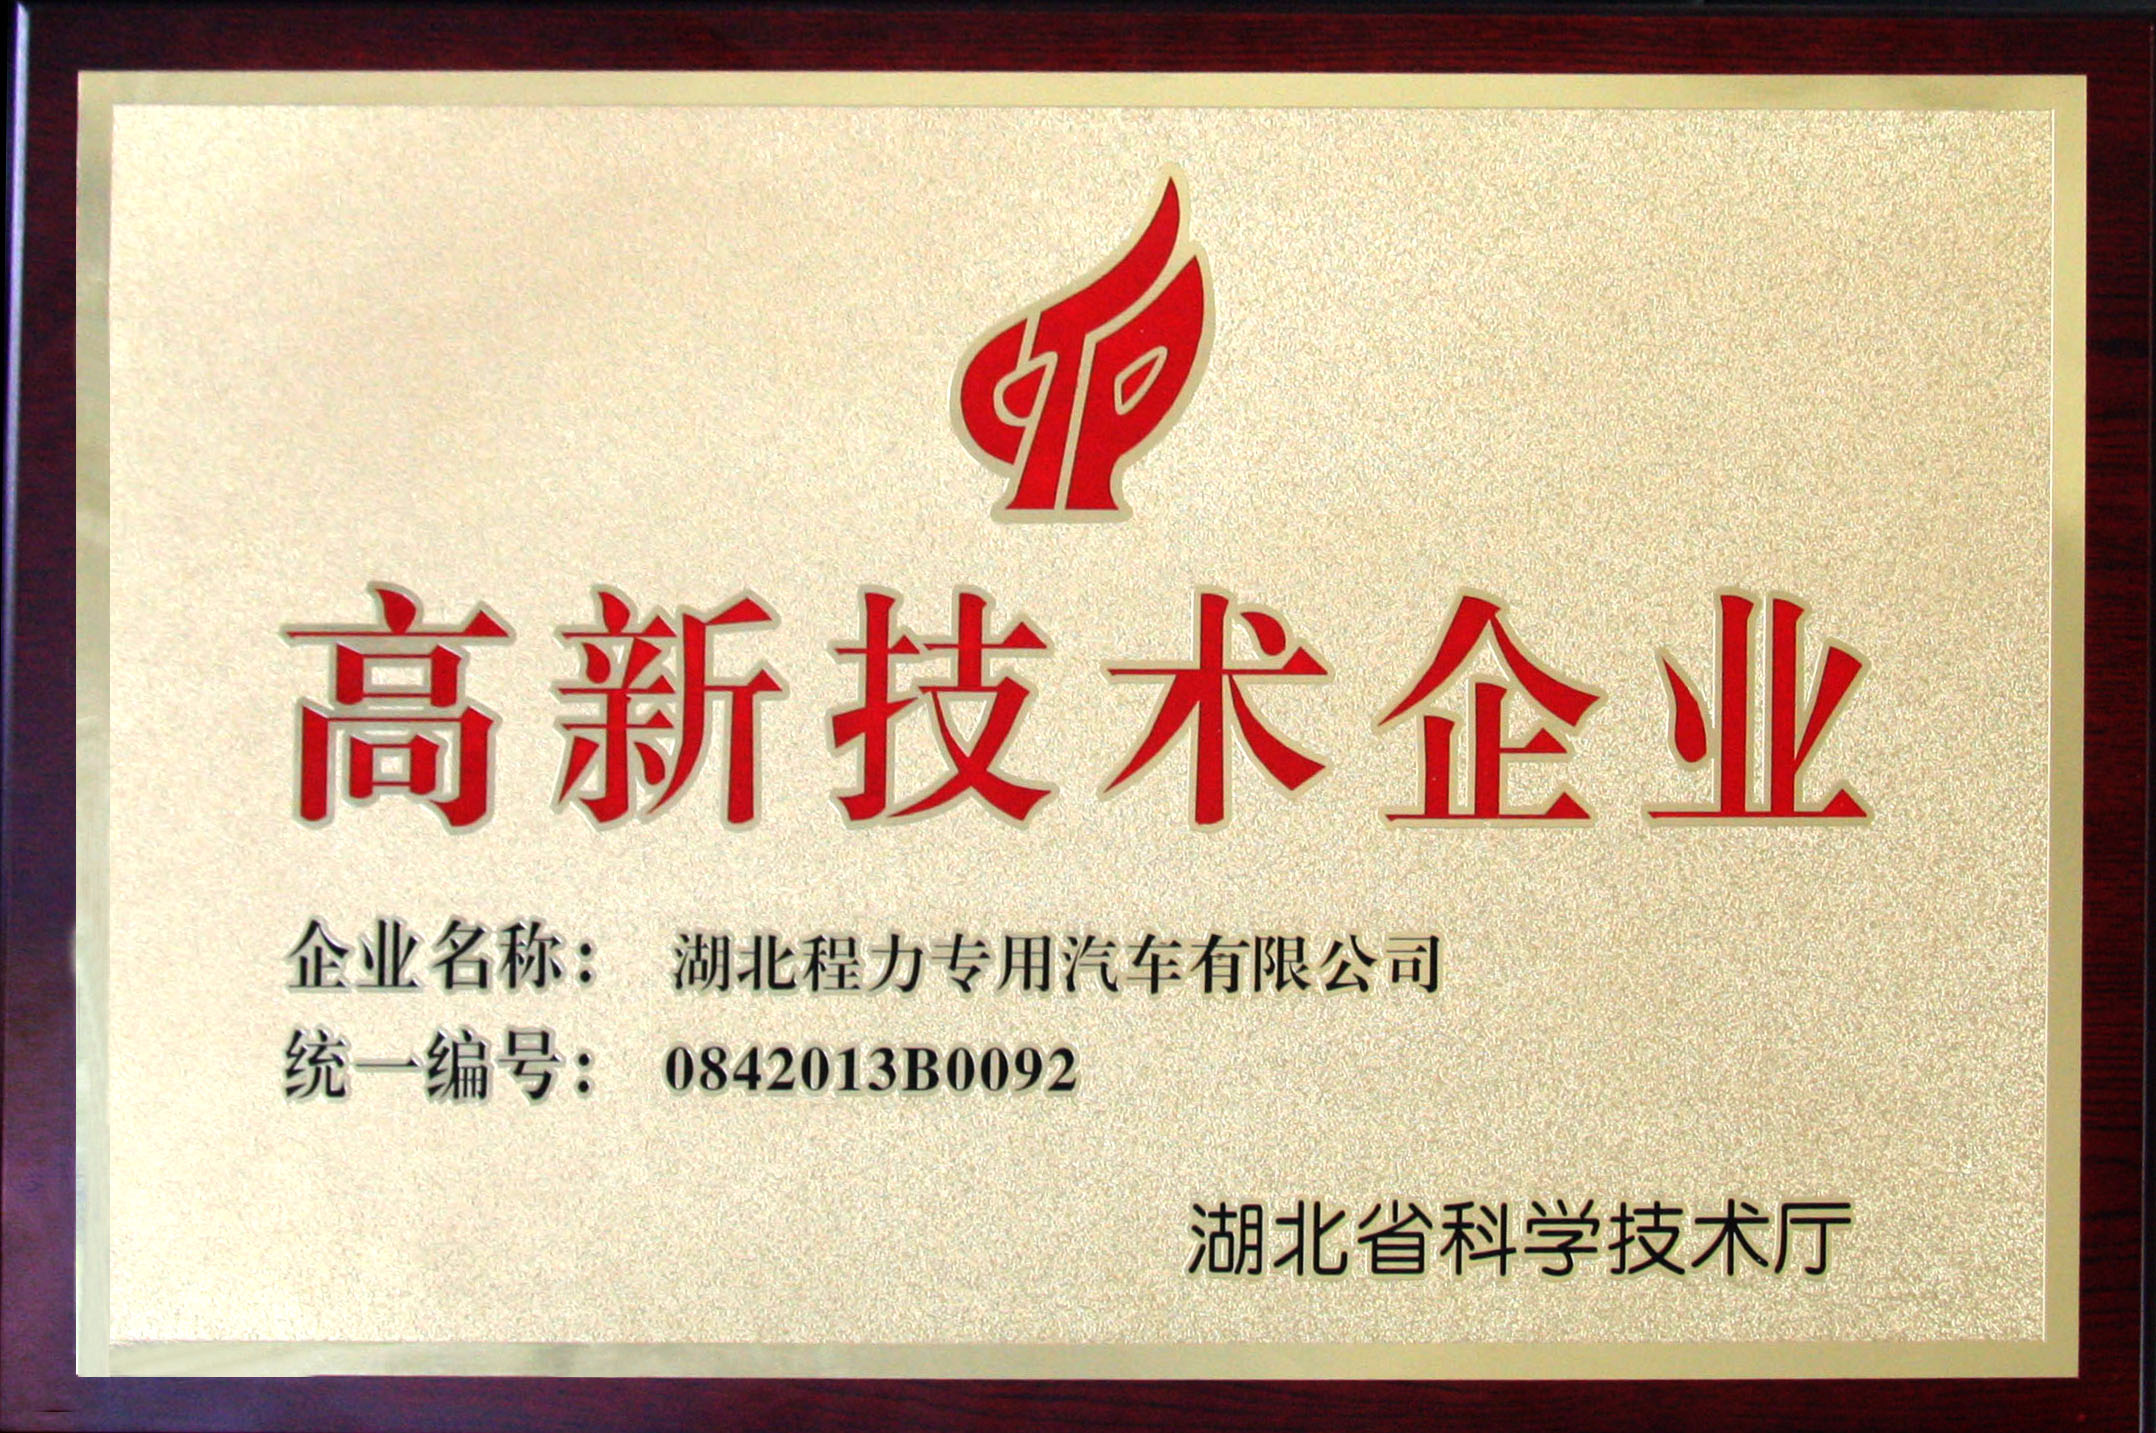 高新技术企业
企业名称： 湖北程力专用汽车有限公司
统一编号： 0842013B0092
湖北省科学技术厅